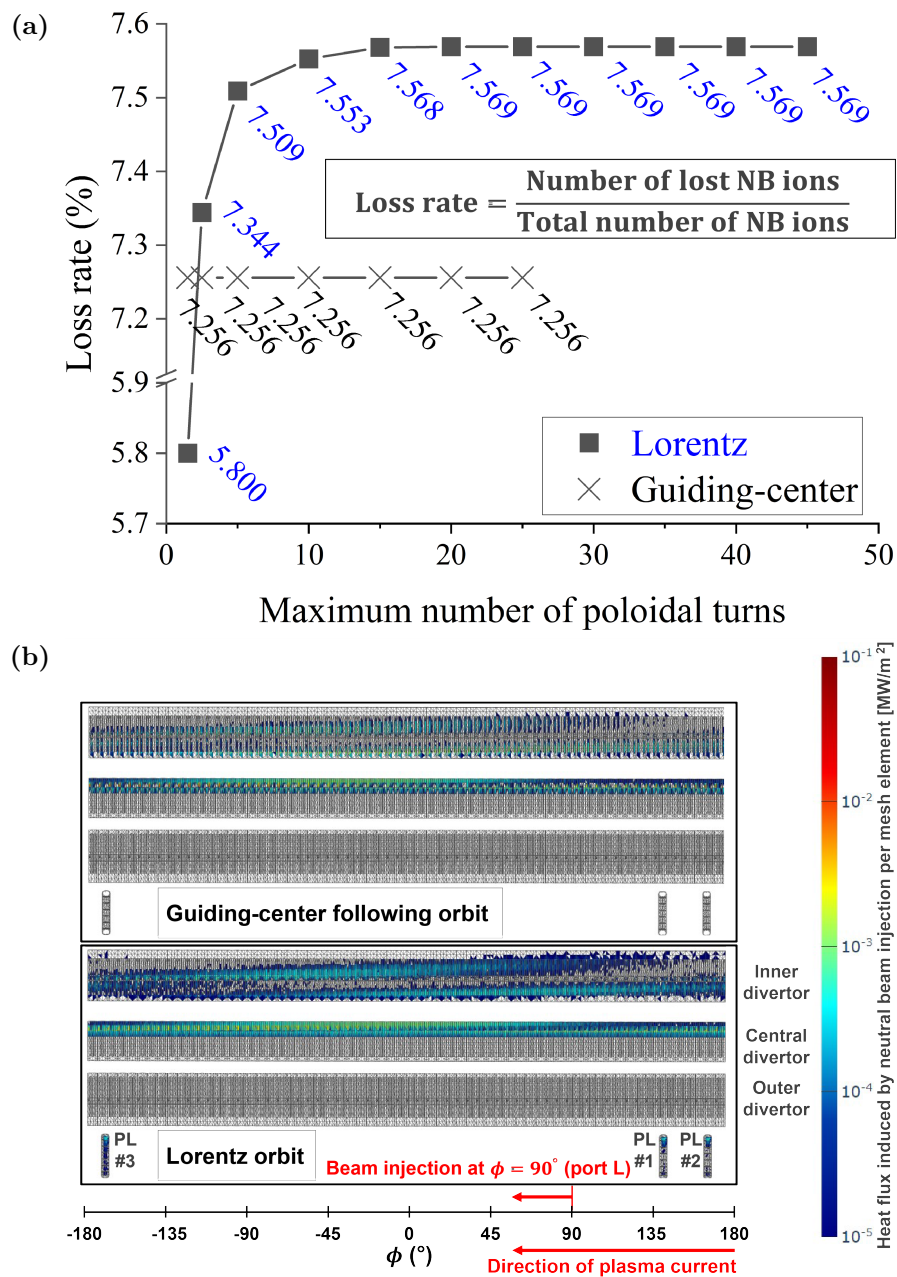 (a)
7.6
7.5
7.4
7.3
7.2
5.9
5.8
5.7
Loss rate (%)
5.800
7.344
7.509
7.553
7.568
7.569
7.569
7.569
7.569
7.569
7.569
Loss rate = Number of lost NB ions / Total number of NB ions
7.256
7.256
7.256
7.256
7.256
7.256
7.256
Lorentz
Guiding-center
0 10 20 30 40 50
Maximum number of poloidal turns
(b)
Guiding-center following orbit
Inner
divertor
Central
divertor
Outer
divertor
PL
#3
Lorentz orbit
PL
#1
PL
#2
Beam injection at ϕ = 90° (port L)
-180 -135 -90 -45 0 45 90 135 180
ϕ (°)
Direction of plasma current
10⁻¹
10⁻²
10⁻³
10⁻⁴
10⁻⁵
Heat flux induced by neutral beam injection per mesh element [MW/m²]